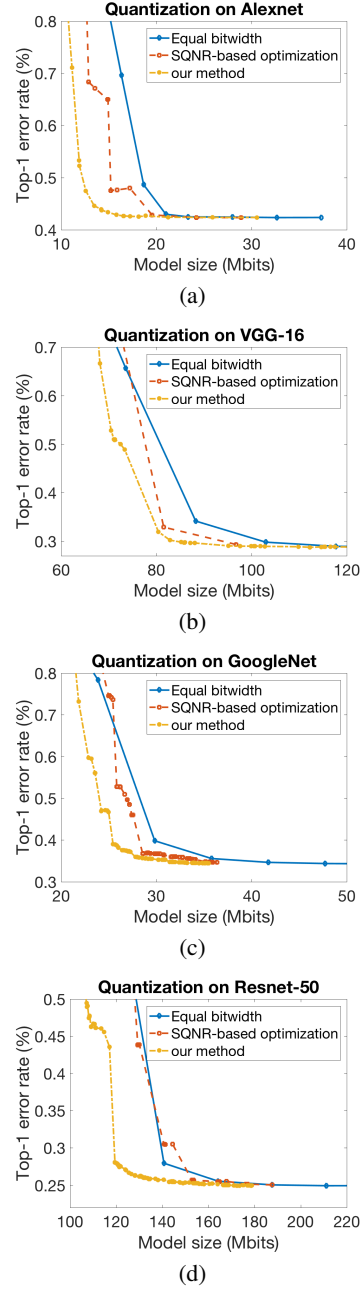 Quantization on Alexnet
Equal bitwidth
SQNR-based optimization
our method
Top-1 error rate (%)
0.8
0.7
0.6
0.5
0.4
10 20 30 40
Model size (Mbits)
(a)
Quantization on VGG-16
Equal bitwidth
SQNR-based optimization
our method
Top-1 error rate (%)
0.7
0.6
0.5
0.4
0.3
60 80 100 120
Model size (Mbits)
(b)
Quantization on GoogleNet
Equal bitwidth
SQNR-based optimization
our method
Top-1 error rate (%)
0.8
0.7
0.6
0.5
0.4
0.3
20 30 40 50
Model size (Mbits)
(c)
Quantization on Resnet-50
Equal bitwidth
SQNR-based optimization
our method
Top-1 error rate (%)
0.5
0.45
0.4
0.35
0.3
0.25
100 120 140 160 180 200 220
Model size (Mbits)
(d)